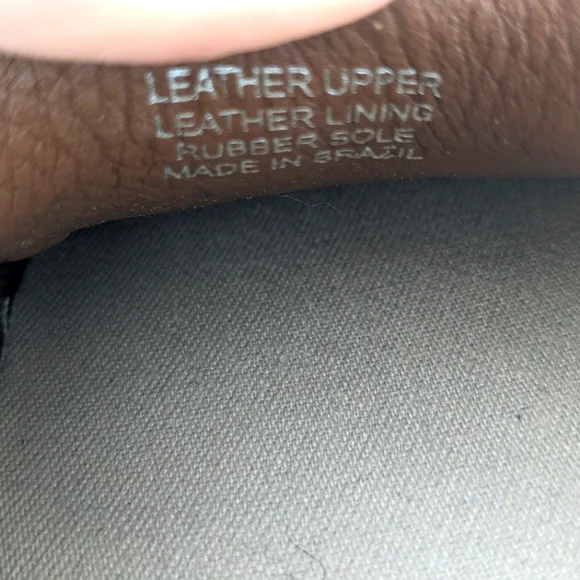 LEATHER UPPER
LEATHER LINING
RUBBER SOLE
MADE IN BRAZIL